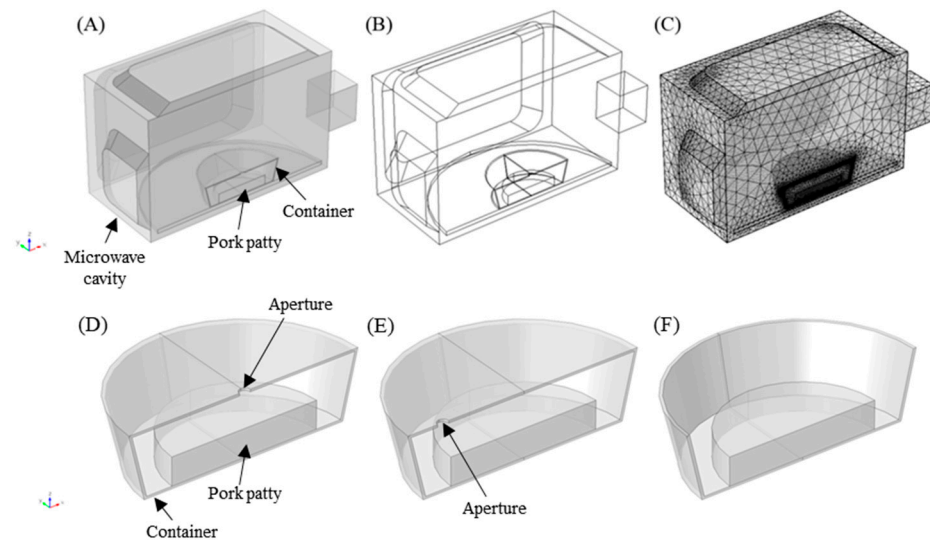 (A)
(B)
(C)
Container
Pork patty
Microwave
cavity
(D)
Aperture
(E)
(F)
Pork patty
Container
Aperture